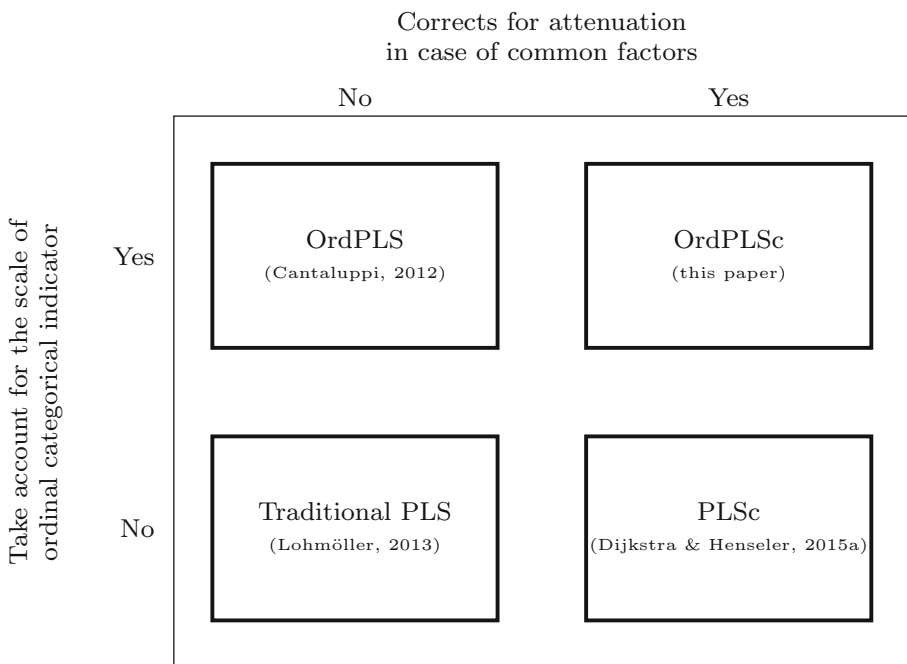 Corrects for attenuation
in case of common factors
No
Yes
Take account for the scale of
ordinal categorical indicator
Yes
OrdPLS
(Cantaluppi, 2012)
OrdPLSc
(this paper)
No
Traditional PLS
(Lohmöller, 2013)
PLSc
(Dijkstra & Henseler, 2015a)